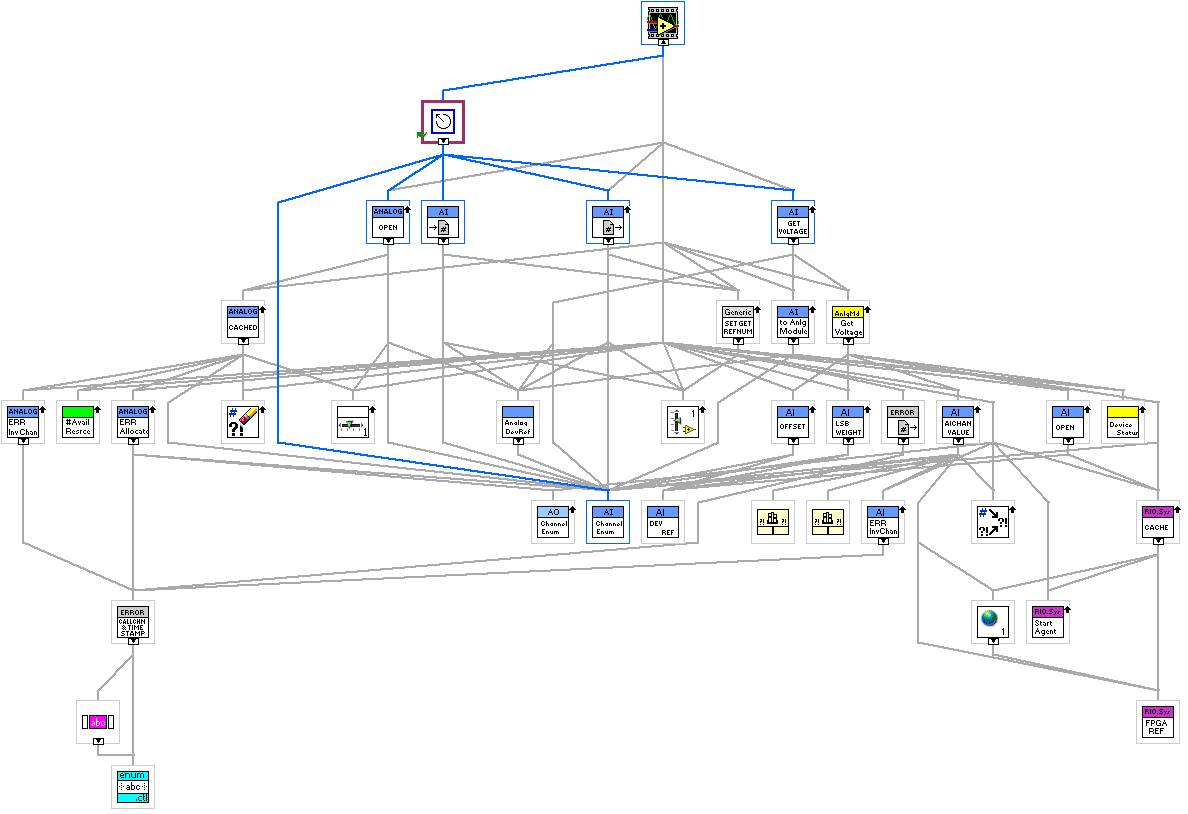 ANALOG
OPEN
AI
#
AI
#
AI
GET
VOLTAGE
ANALOG
CACHED
Generic
SET GET
REFNUM
AI
to Anlg
Module
AnlgMd
Get
Voltage
ANALOG
ERR
InvChan
#Avail
Resrce
ANALOG
ERR
Allocate
#
?!
1
Analog
DevRef
1
AI
OFFSET
AI
LSB
WEIGHT
ERROR
#
AI
AICHAN
VALUE
AI
OPEN
Device
Status
AO
Channel
Enum
AI
Channel
Enum
AI
DEV
REF
?! ?!
?! ?!
AI
ERR
InvChan
#
?!
?!
RIO.Sys
CACHE
ERROR
CALLCHN
& TIME
STAMP
1
RIO.Sys
Start
Agent
abc
RIO.Sys
FPGA
REF
enum
abc
.ctl